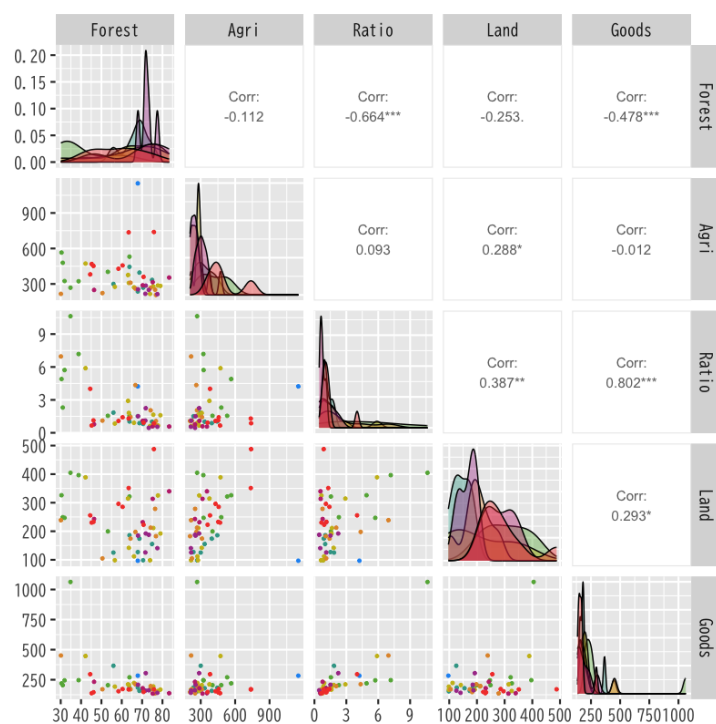 Forest Agri Ratio Land Goods
0.20
0.15
0.10
0.05
0.00
Corr:
-0.112
Corr:
-0.664***
Corr:
-0.253.
Corr:
-0.478***
Forest
900
600
300
Corr:
0.093
Corr:
0.288*
Corr:
-0.012
Agri
9
6
3
0
Corr:
0.387**
Corr:
0.802***
Ratio
500
400
300
200
100
Corr:
0.293*
Land
1000
750
500
250
Goods
30 40 50 60 70 80 300 600 900 0 3 6 9 100 200 300 400 500 250 500 750 1000